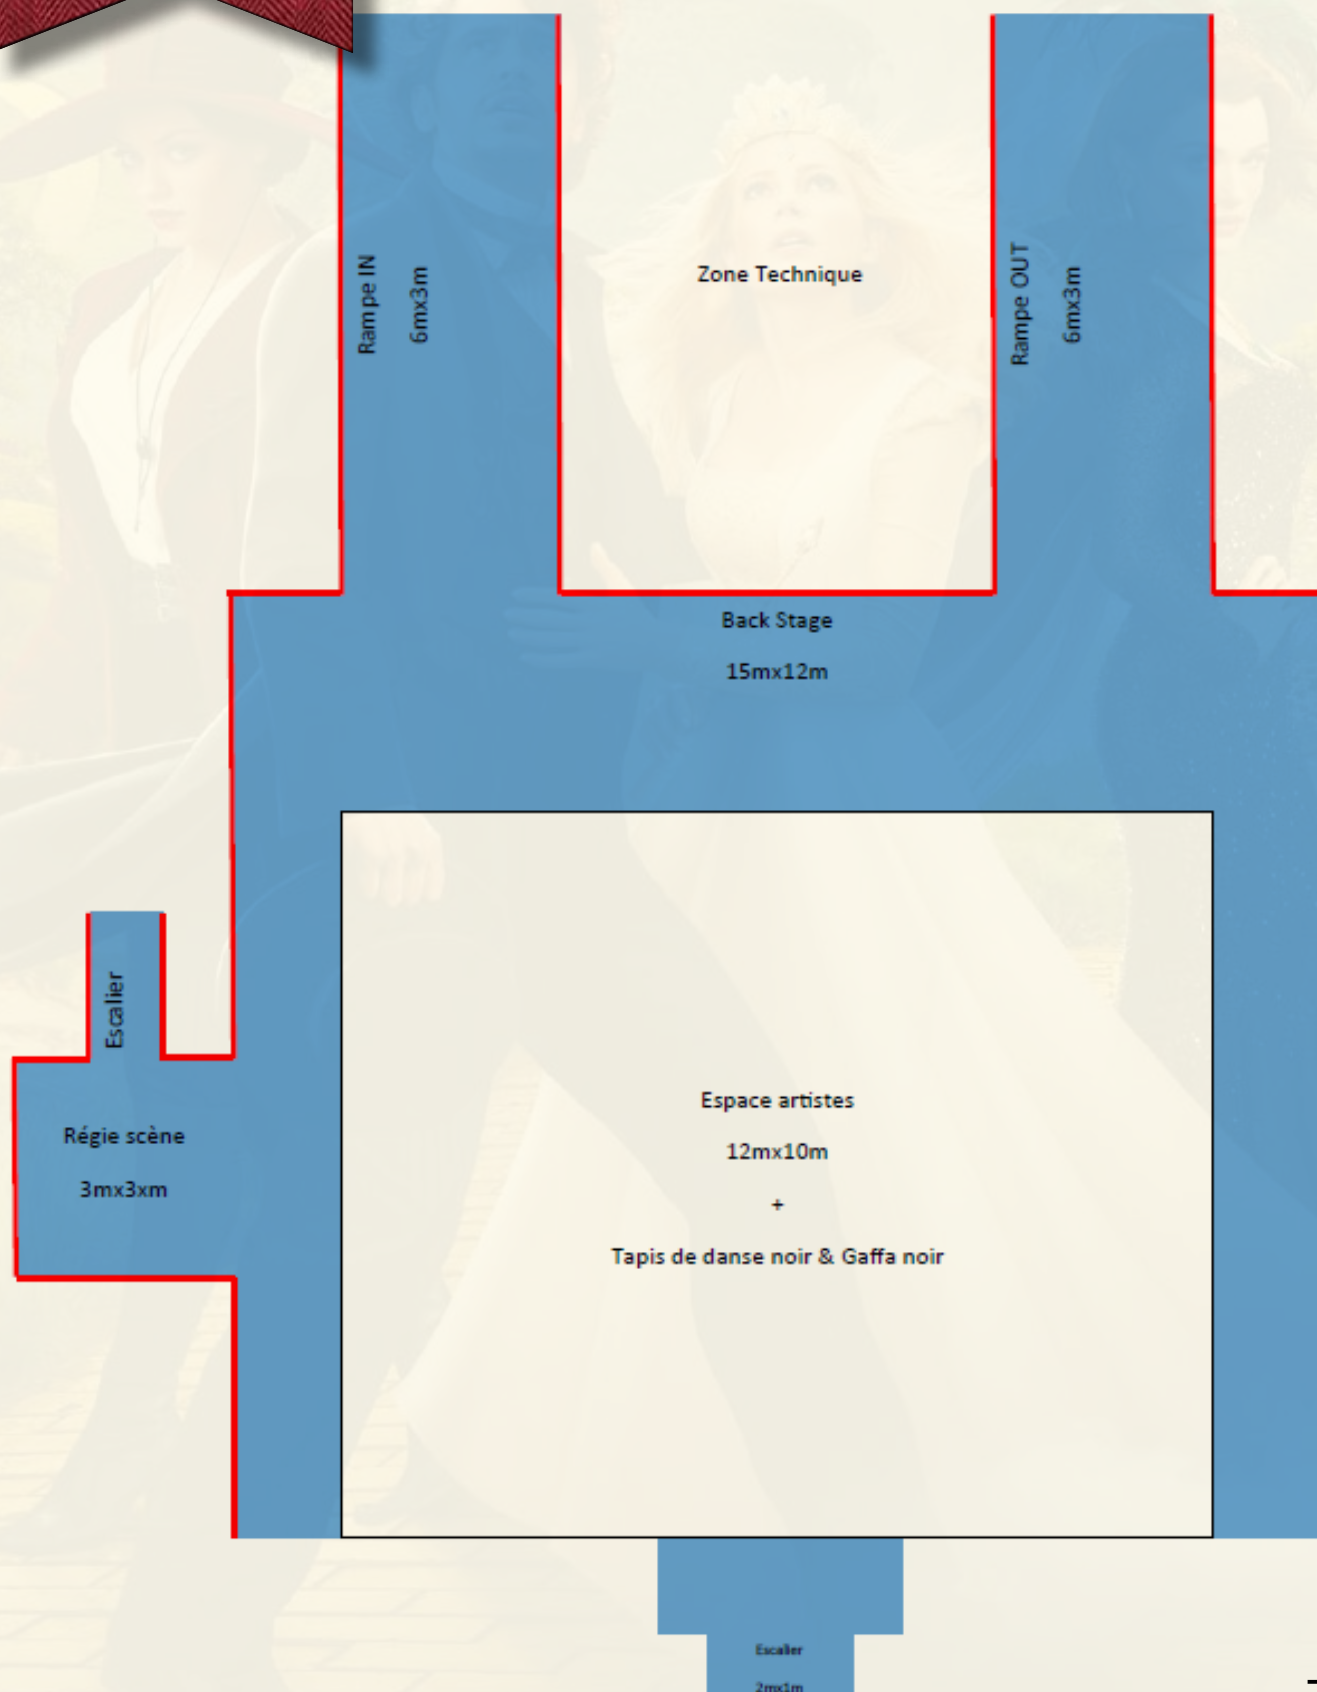 Rampe IN
6mx3m
Zone Technique
Rampe OUT
6mx3m
Back Stage
15mx12m
Escalier
Régie scène
3mx3xm
Espace artistes
12mx10m
+
Tapis de danse noir & Gaffa noir
Escalier
2mx1m